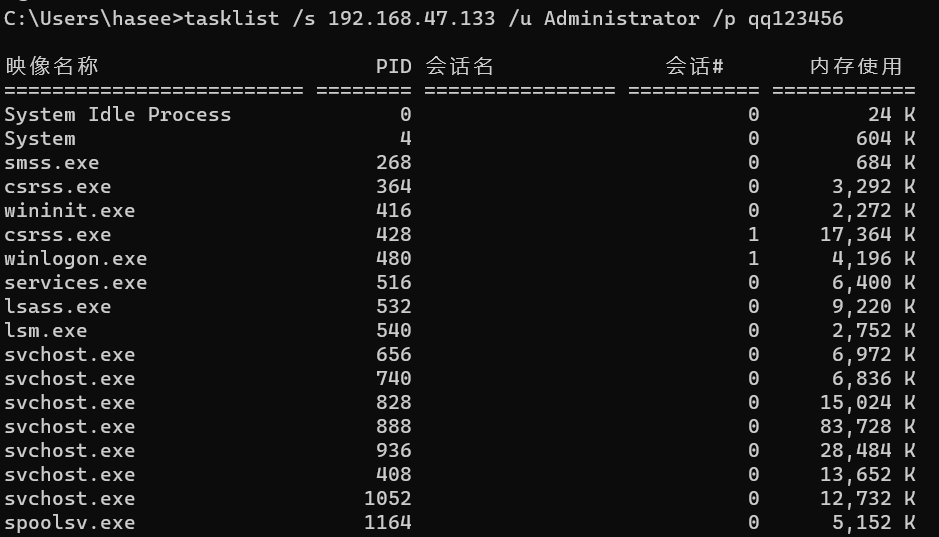 C:\Users\hasee>tasklist /s 192.168.47.133 /u Administrator /p qq123456
映像名称 PID 会话名 会话# 内存使用
========================= ======== ================ =========== ============
System Idle Process 0 0 24 K
System 4 0 604 K
smss.exe 268 0 684 K
csrss.exe 364 0 3,292 K
wininit.exe 416 0 2,272 K
csrss.exe 428 1 17,364 K
winlogon.exe 480 1 4,196 K
services.exe 516 0 6,400 K
lsass.exe 532 0 9,220 K
lsm.exe 540 0 2,752 K
svchost.exe 656 0 6,972 K
svchost.exe 740 0 6,836 K
svchost.exe 828 0 15,024 K
svchost.exe 888 0 83,728 K
svchost.exe 936 0 28,484 K
svchost.exe 408 0 13,652 K
svchost.exe 1052 0 12,732 K
spoolsv.exe 1164 0 5,152 K